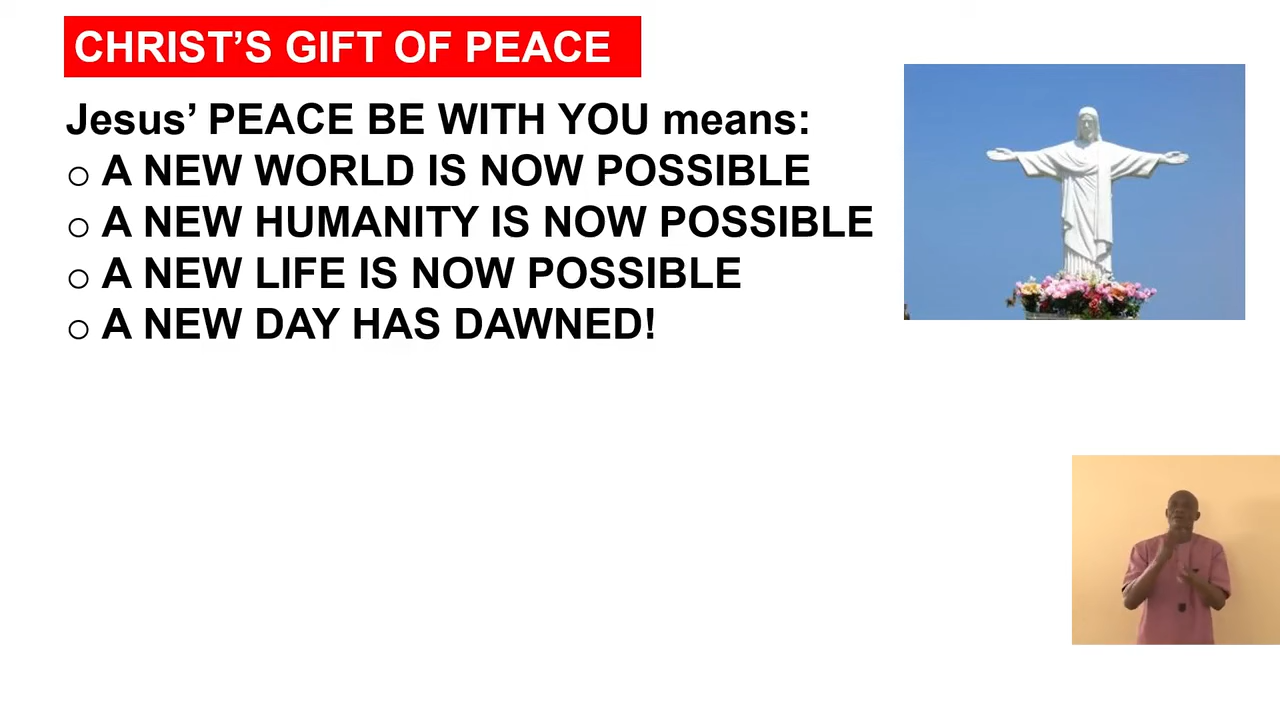 CHRIST’S GIFT OF PEACE
Jesus’ PEACE BE WITH YOU means:
o A NEW WORLD IS NOW POSSIBLE
o A NEW HUMANITY IS NOW POSSIBLE
o A NEW LIFE IS NOW POSSIBLE
o A NEW DAY HAS DAWNED!